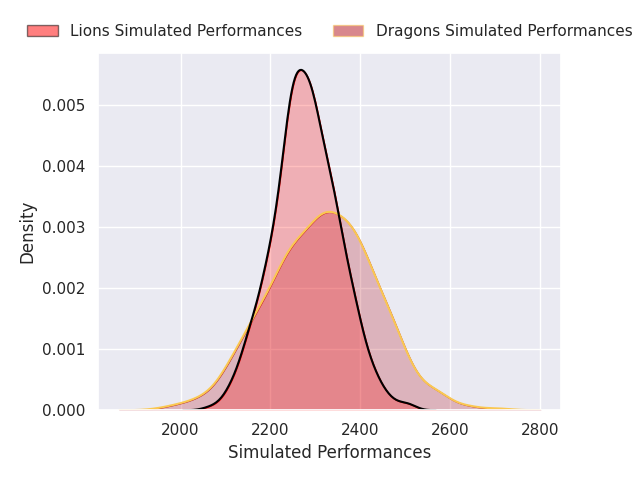 Lions Simulated Performances Dragons Simulated Performances
0.005
0.004
0.003
0.002
0.001
0.000
Density
2000 2200 2400 2600 2800
Simulated Performances